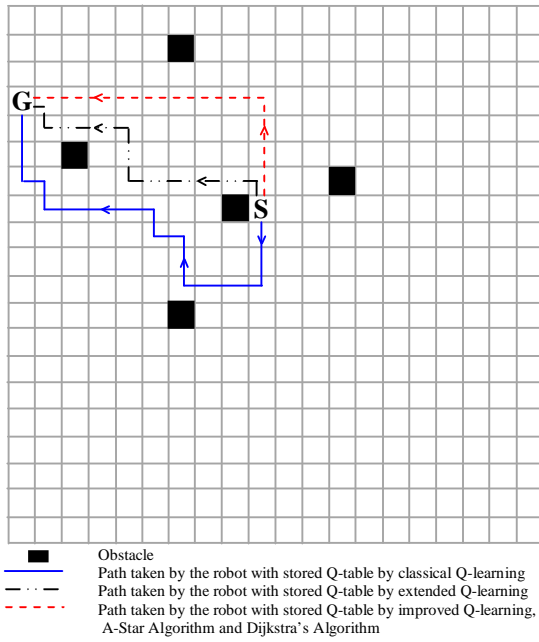 G
S
Obstacle
Path taken by the robot with stored Q-table by classical Q-learning
Path taken by the robot with stored Q-table by extended Q-learning
Path taken by the robot with stored Q-table by improved Q-learning,
A-Star Algorithm and Dijkstra's Algorithm